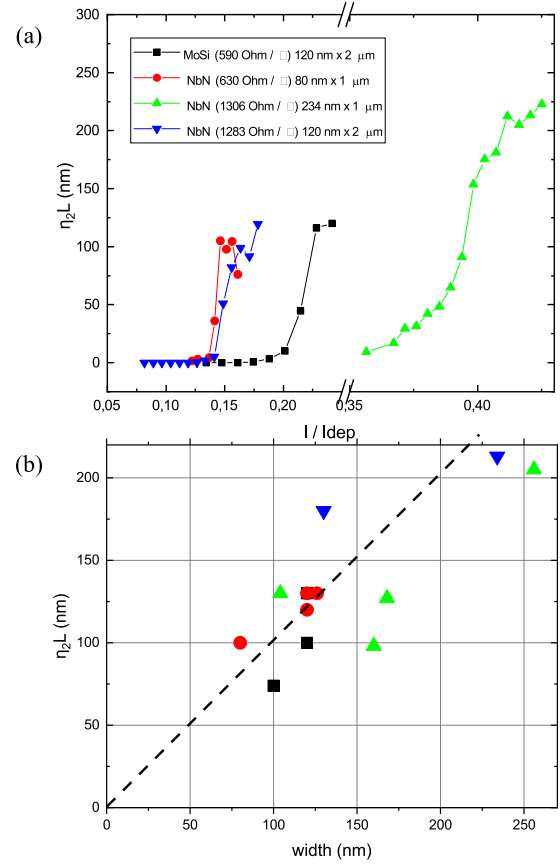 (a)
300
250
200
150
100
50
0
η₂L (nm)
MoSi (590 Ohm / □) 120 nm x 2 μm
NbN (630 Ohm / □) 80 nm x 1 μm
NbN (1306 Ohm / □) 234 nm x 1 μm
NbN (1283 Ohm / □) 120 nm x 2 μm
0,05 0,10 0,15 0,20 0,35 0,40
I / Idep
(b)
200
150
100
50
0
η₂L (nm)
0 50 100 150 200 250
width (nm)